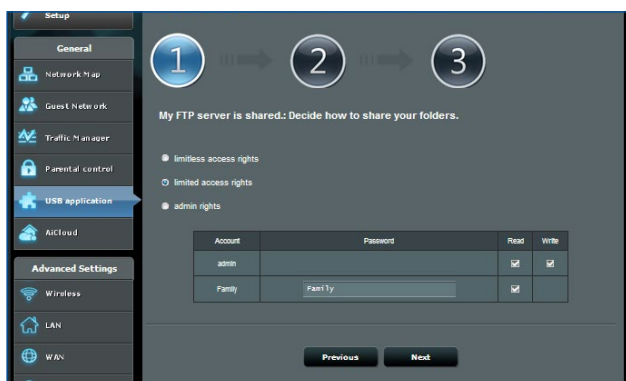 Setup
General
Network Map
Guest Network
Traffic Manager
Parental control
USB application
AiCloud
Advanced Settings
Wireless
LAN
WAN
1 2 3
My FTP server is shared.: Decide how to share your folders.
limitless access rights
limited access rights
admin rights
Account Password Read Write
admin
Family Family
Previous Next